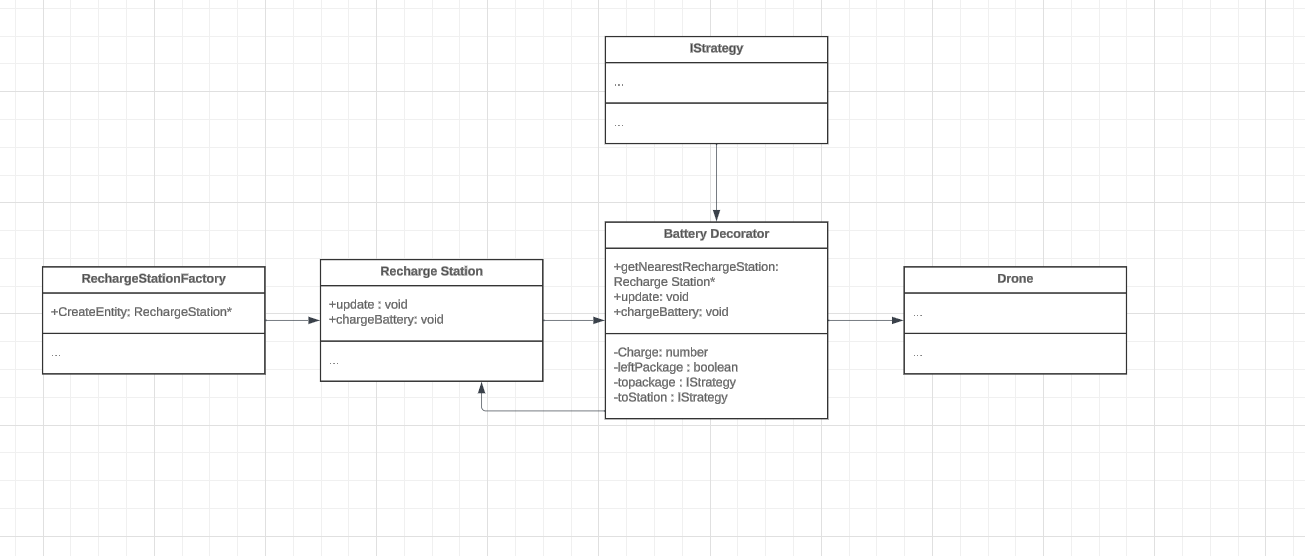 IStrategy
...
...
Battery Decorator
+getNearestRechargeStation:
Recharge Station*
+update: void
+chargeBattery: void
-Charge: number
-leftPackage : boolean
-topackage : IStrategy
-toStation : IStrategy
RechargeStationFactory
+CreateEntity: RechargeStation*
...
Recharge Station
+update : void
+chargeBattery: void
...
Drone
...
...